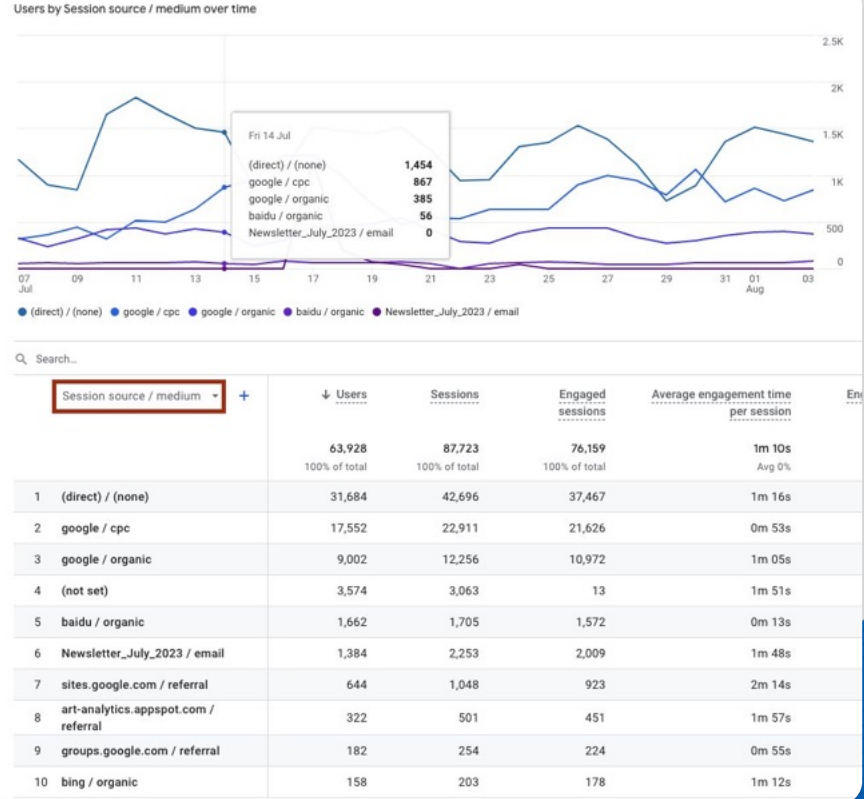 Users by Session source / medium over time
2.5K
2K
1.5K
1K
500
0
Fri 14 Jul
(direct) / (none) 1,454
google / cpc 867
google / organic 385
baidu / organic 56
Newsletter_July_2023 / email 0
07 09 11 13 15 17 19 21 23 25 27 29 31 01 03
Jul Aug
(direct) / (none) google / cpc google / organic baidu / organic Newsletter_July_2023 / email
Search...
Session source / medium + ↓ Users Sessions Engaged Average engagement time
sessions per session
63,928 87,723 76,159 1m 10s
100% of total 100% of total 100% of total Avg 0%
1 (direct) / (none) 31,684 42,696 37,467 1m 16s
2 google / cpc 17,552 22,911 21,626 0m 53s
3 google / organic 9,002 12,256 10,972 1m 05s
4 (not set) 3,574 3,063 13 1m 51s
5 baidu / organic 1,662 1,705 1,572 0m 13s
6 Newsletter_July_2023 / email 1,384 2,253 2,009 1m 48s
7 sites.google.com / referral 644 1,048 923 2m 14s
8 art-analytics.appspot.com / 322 501 451 1m 57s
referral
9 groups.google.com / referral 182 254 224 0m 55s
10 bing / organic 158 203 178 1m 12s